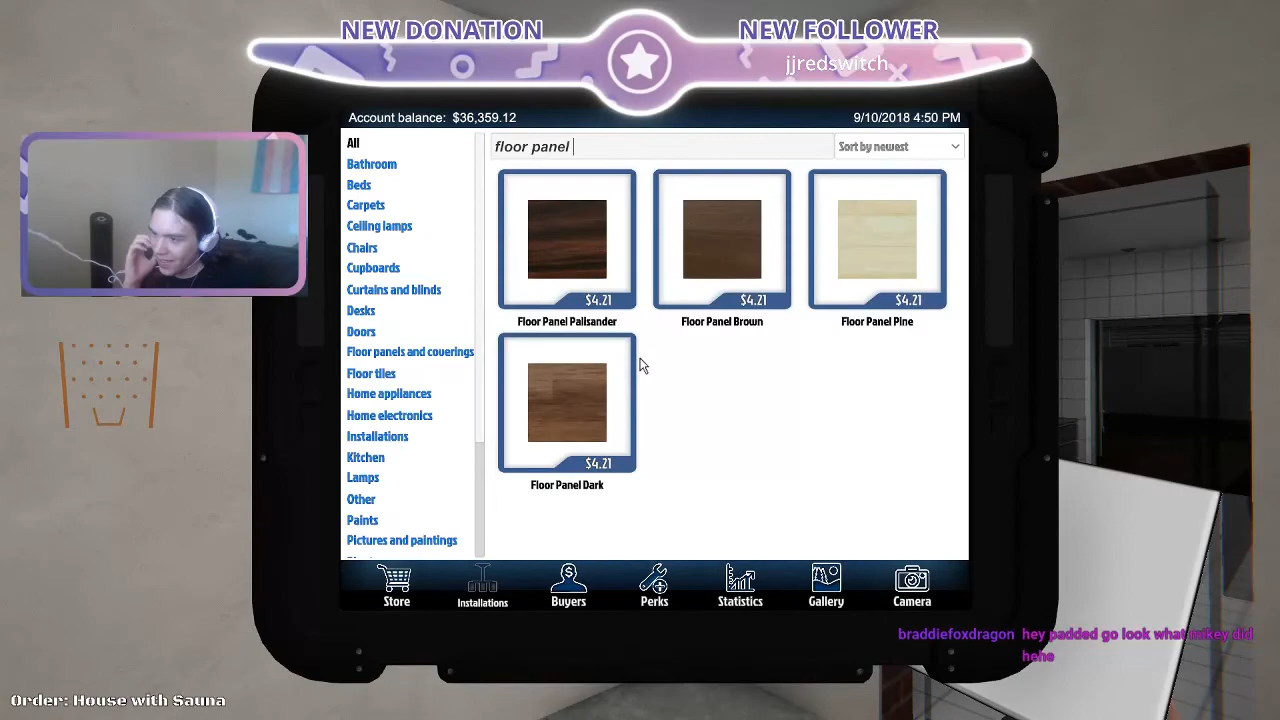 NEW DONATION
NEW FOLLOWER
jjredswitch
Account balance: $36,359.12
9/10/2018 4:50 PM
All
Bathroom
Beds
Carpets
Ceiling lamps
Chairs
Cupboards
Curtains and blinds
Desks
Doors
Floor panels and coverings
Floor tiles
Home appliances
Home electronics
Installations
Kitchen
Lamps
Other
Paints
Pictures and paintings
floor panel
Sort by newest
$4.21
Floor Panel Palisander
$4.21
Floor Panel Brown
$4.21
Floor Panel Pine
$4.21
Floor Panel Dark
Store
Installations
Buyers
Perks
Statistics
Gallery
Camera
braddiefoxdragon hey padded go look what mikey did
hehe
Order: House with Sauna